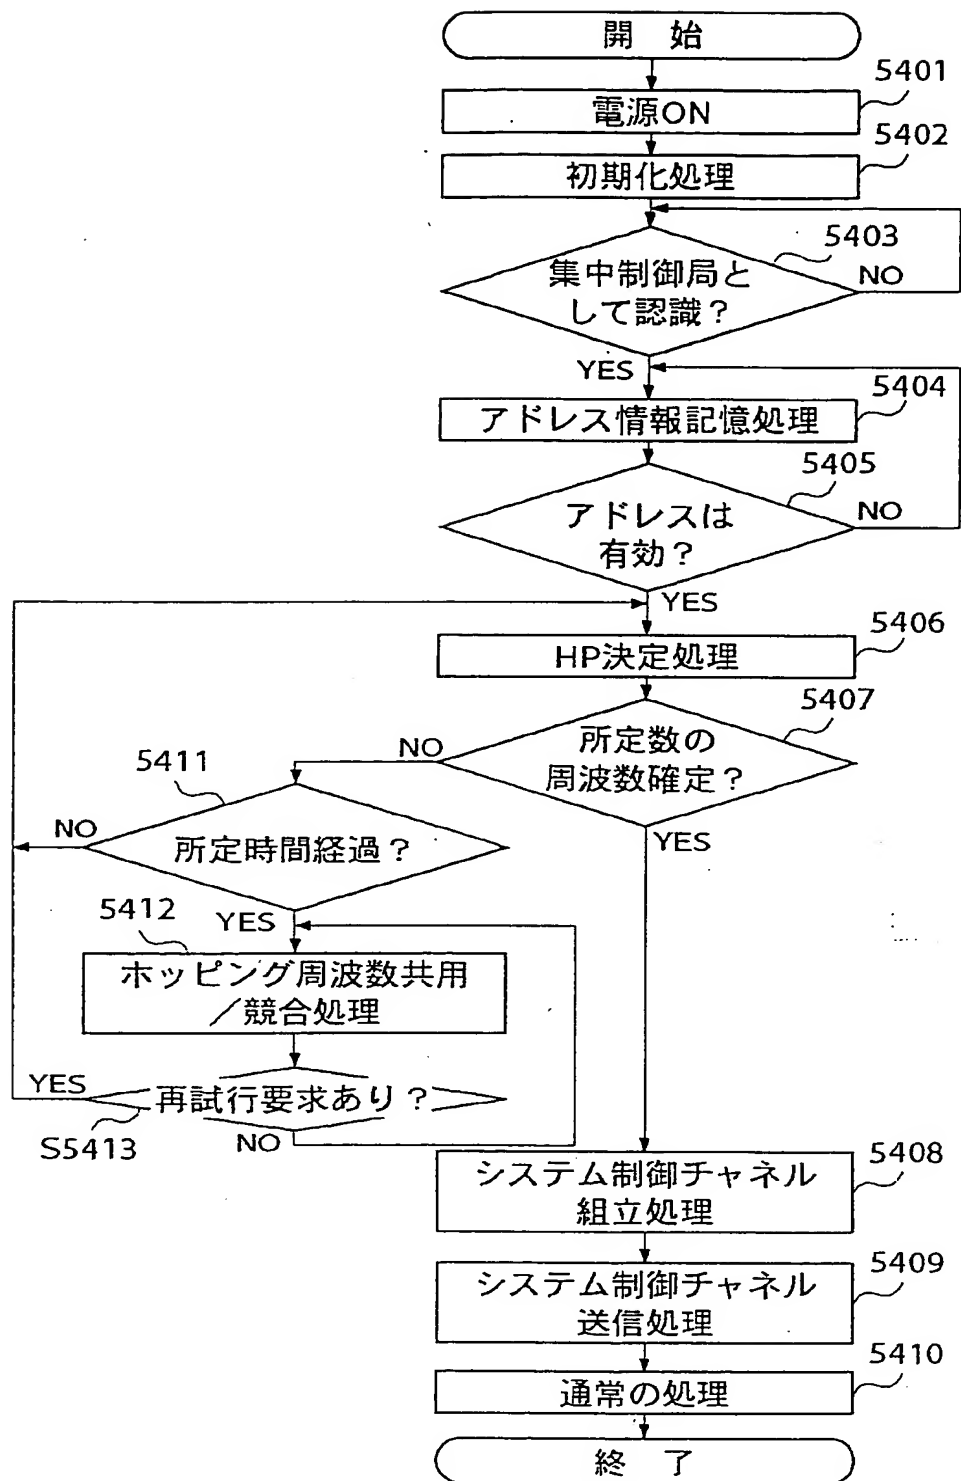 開 始
5401
電源ON
5402
初期化処理
5403
集中制御局と
して認識?
NO
YES
5404
アドレス情報記憶処理
5405
アドレスは
有効?
NO
YES
5406
HP決定処理
5407
所定数の
周波数確定?
NO
YES
5411
所定時間経過?
NO
YES
5412
ホッピング周波数共用
/競合処理
再試行要求あり?
YES
NO
S5413
5408
システム制御チャネル
組立処理
5409
システム制御チャネル
送信処理
5410
通常の処理
終 了